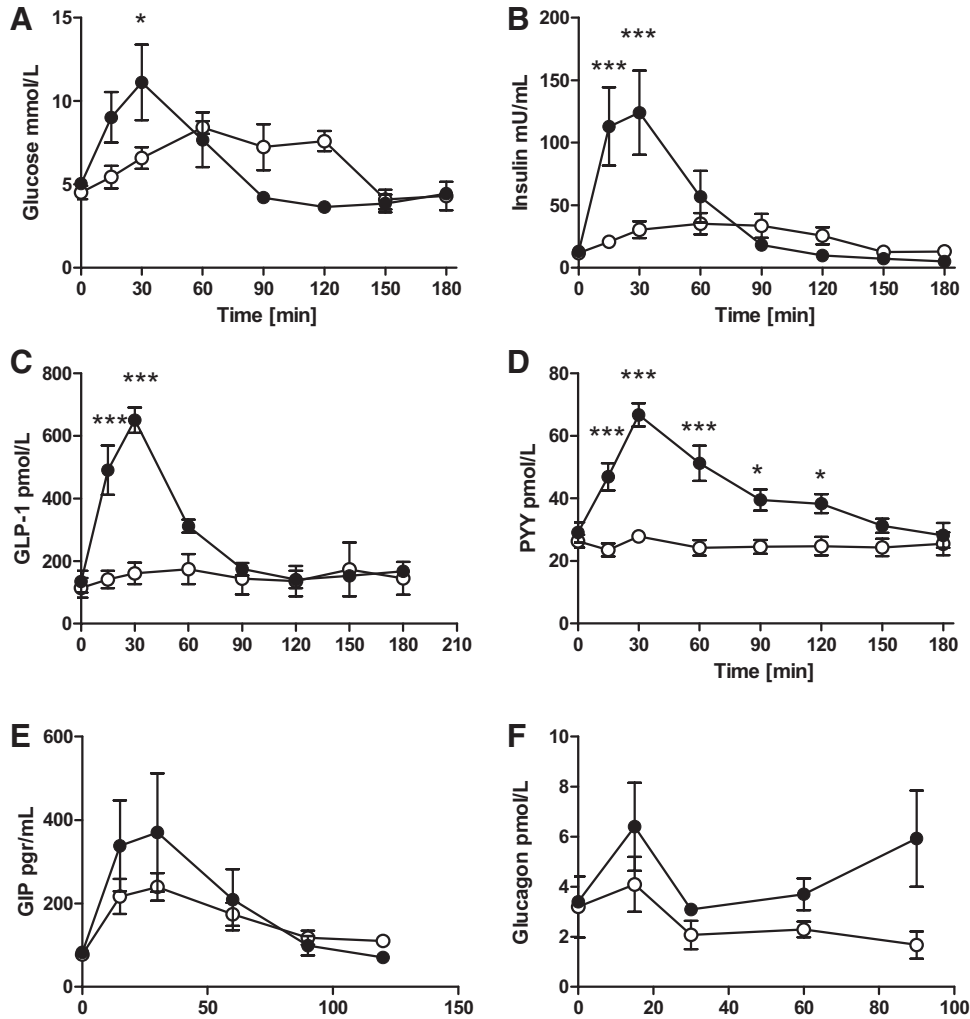 A
Glucose mmol/L
15
10
5
0
*
0 30 60 90 120 150 180
Time [min]
B
Insulin mU/mL
200
150
100
50
0
***
***
0 30 60 90 120 150 180
Time [min]
C
GLP-1 pmol/L
800
600
400
200
0
***
***
0 30 60 90 120 150 180 210
D
PYY pmol/L
80
60
40
20
0
***
***
***
*
*
0 30 60 90 120 150 180
Time [min]
E
GIP pgr/mL
600
400
200
0
0 50 100 150
F
Glucagon pmol/L
10
8
6
4
2
0
0 20 40 60 80 100